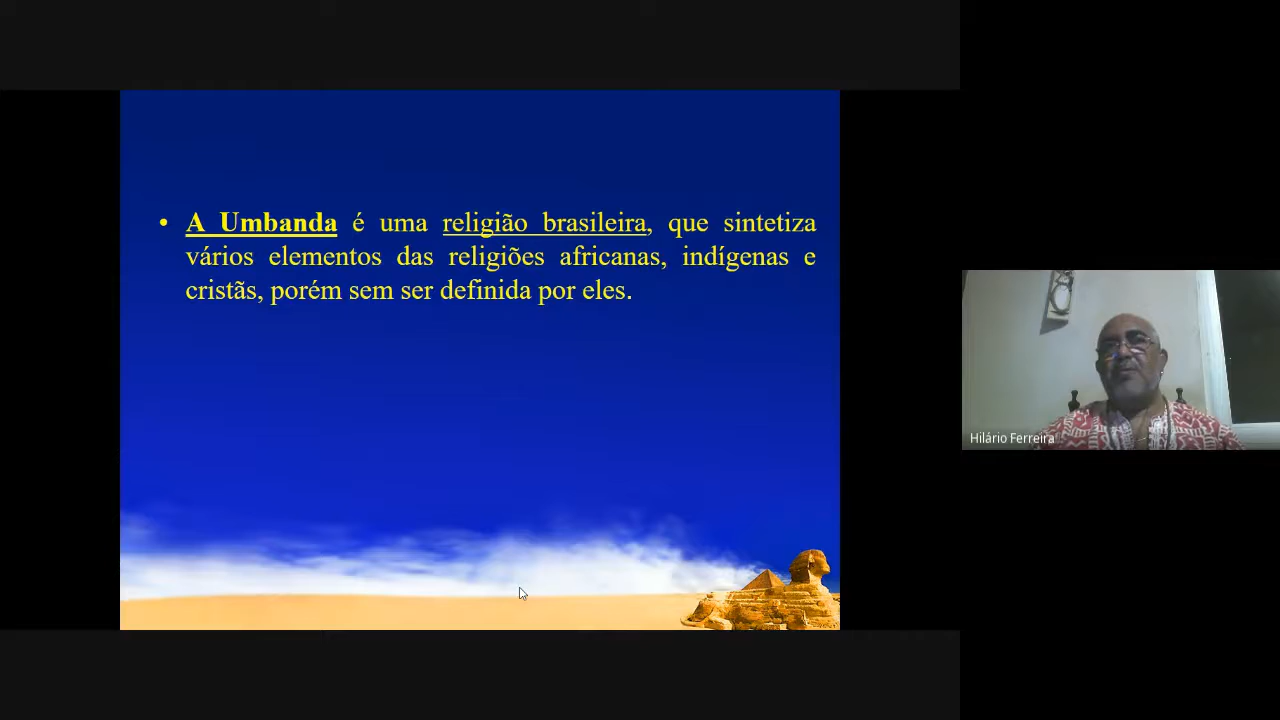 • A Umbanda é uma religião brasileira, que sintetiza
vários elementos das religiões africanas, indígenas e
cristãs, porém sem ser definida por eles.
Hilário Ferreira